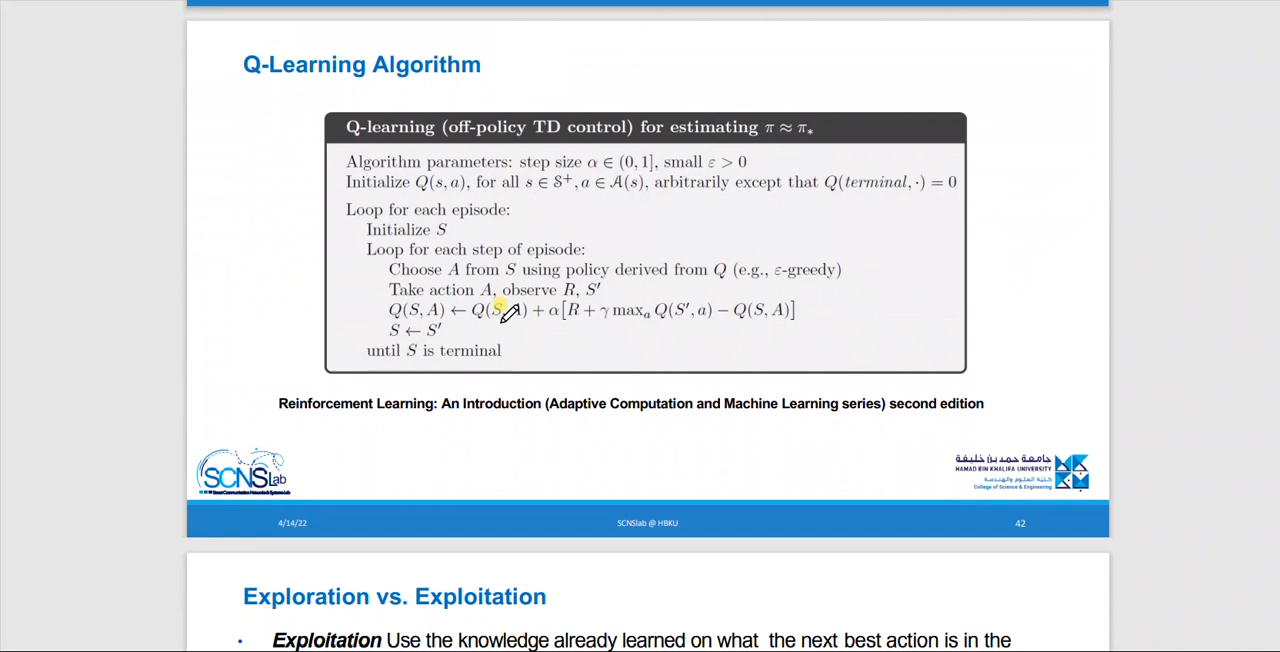 Q-Learning Algorithm
Q-learning (off-policy TD control) for estimating π ≈ π*
Algorithm parameters: step size α ∈ (0, 1], small ε > 0
Initialize Q(s, a), for all s ∈ S⁺, a ∈ A(s), arbitrarily except that Q(terminal, ·) = 0
Loop for each episode:
Initialize S
Loop for each step of episode:
Choose A from S using policy derived from Q (e.g., ε-greedy)
Take action A, observe R, S′
Q(S, A) ← Q(S, A) + α[R + γ maxₐ Q(S′, a) − Q(S, A)]
S ← S′
until S is terminal
Reinforcement Learning: An Introduction (Adaptive Computation and Machine Learning series) second edition
SCNSLab
Smart Communication Networks & Systems Lab
جامعة حمد بن خليفة
HAMAD BIN KHALIFA UNIVERSITY
كلية العلوم والهندسة
College of Science & Engineering
4/14/22
SCNSlab @ HBKU
42
Exploration vs. Exploitation
• Exploitation Use the knowledge already learned on what the next best action is in the